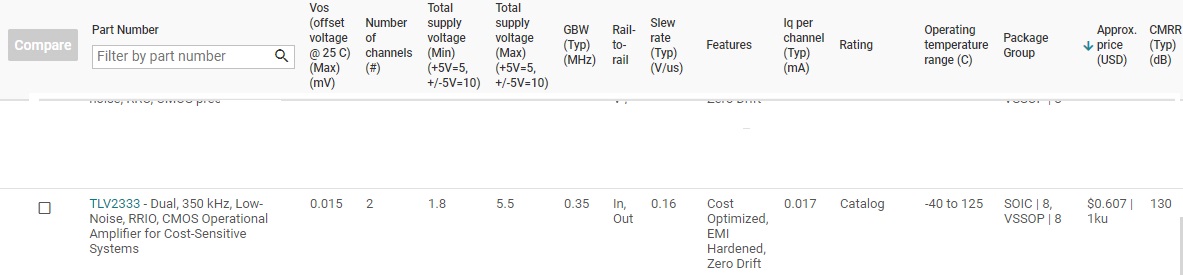 Compare
Part Number
Filter by part number
Vos
(offset
voltage
@ 25 C)
(Max)
(mV)
Number
of
channels
(#)
Total
supply
voltage
(Min)
(+5V=5,
+/-5V=10)
Total
supply
voltage
(Max)
(+5V=5,
+/-5V=10)
GBW
(Typ)
(MHz)
Rail-
to-
rail
Slew
rate
(Typ)
(V/us)
Features
Iq per
channel
(Typ)
(mA)
Rating
Operating
temperature
range (C)
Package
Group
Approx.
price
(USD)
CMRR
(Typ)
(dB)
Zero Drift
TLV2333 - Dual, 350 kHz, Low-
Noise, RRIO, CMOS Operational
Amplifier for Cost-Sensitive
Systems
0.015
2
1.8
5.5
0.35
In,
Out
0.16
Cost
Optimized,
EMI
Hardened,
Zero Drift
0.017
Catalog
-40 to 125
SOIC | 8,
VSSOP | 8
$0.607 |
1ku
130